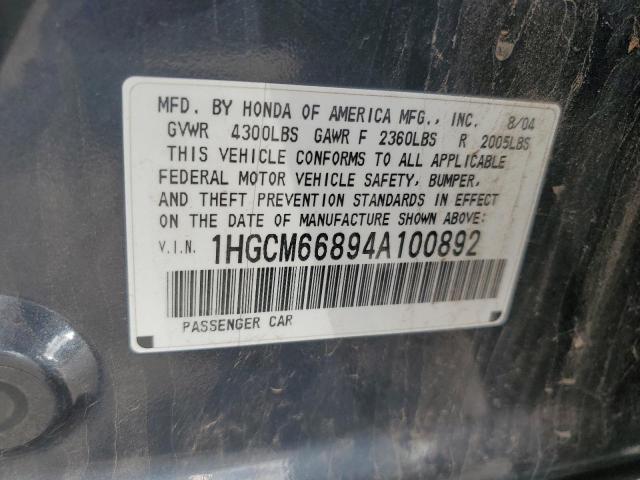 MFD. BY HONDA OF AMERICA MFG., INC. 8/04
GVWR 4300LBS GAWR F 2360LBS R 2005LBS
THIS VEHICLE CONFORMS TO ALL APPLICABLE
FEDERAL MOTOR VEHICLE SAFETY, BUMPER,
AND THEFT PREVENTION STANDARDS IN EFFECT
ON THE DATE OF MANUFACTURE SHOWN ABOVE:
V.I.N. 1HGCM66894A100892
PASSENGER CAR